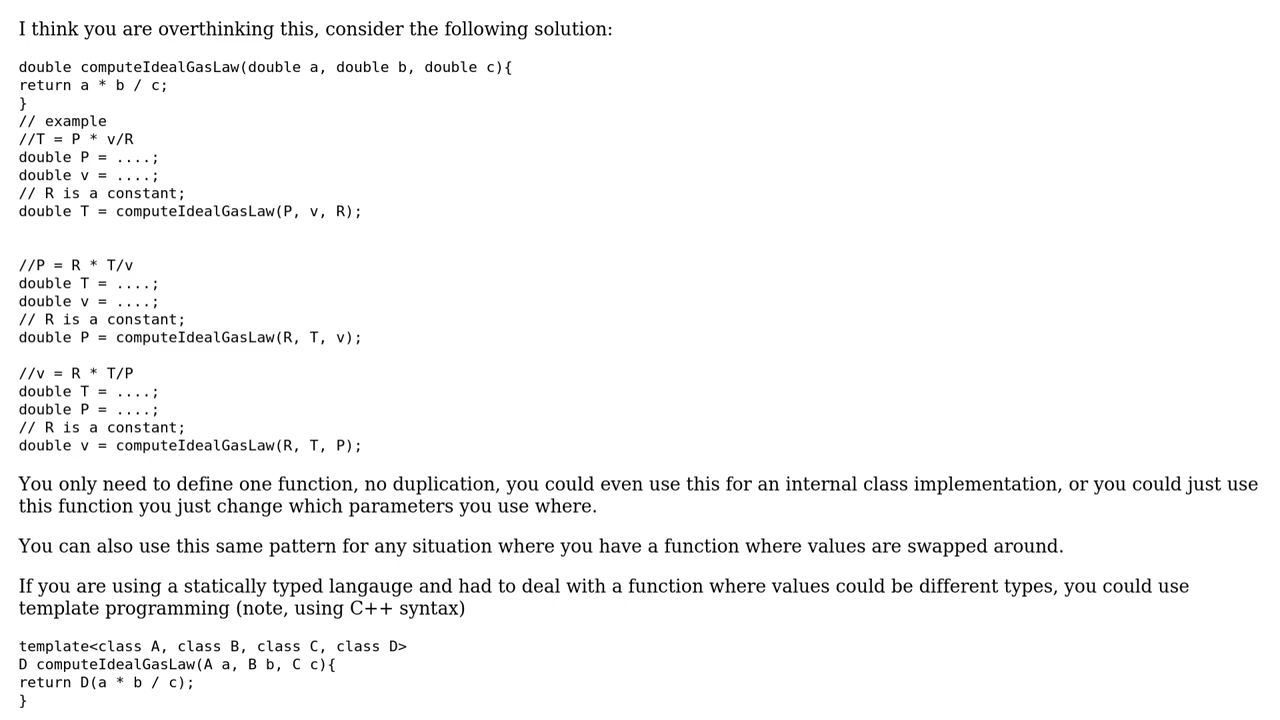 I think you are overthinking this, consider the following solution:
double computeIdealGasLaw(double a, double b, double c){
return a * b / c;
}
// example
//T = P * v/R
double P = ....;
double v = ....;
// R is a constant;
double T = computeIdealGasLaw(P, v, R);
//P = R * T/v
double T = ....;
double v = ....;
// R is a constant;
double P = computeIdealGasLaw(R, T, v);
//v = R * T/P
double T = ....;
double P = ....;
// R is a constant;
double v = computeIdealGasLaw(R, T, P);
You only need to define one function, no duplication, you could even use this for an internal class implementation, or you could just use
this function you just change which parameters you use where.
You can also use this same pattern for any situation where you have a function where values are swapped around.
If you are using a statically typed langauge and had to deal with a function where values could be different types, you could use
template programming (note, using C++ syntax)
template<class A, class B, class C, class D>
D computeIdealGasLaw(A a, B b, C c){
return D(a * b / c);
}